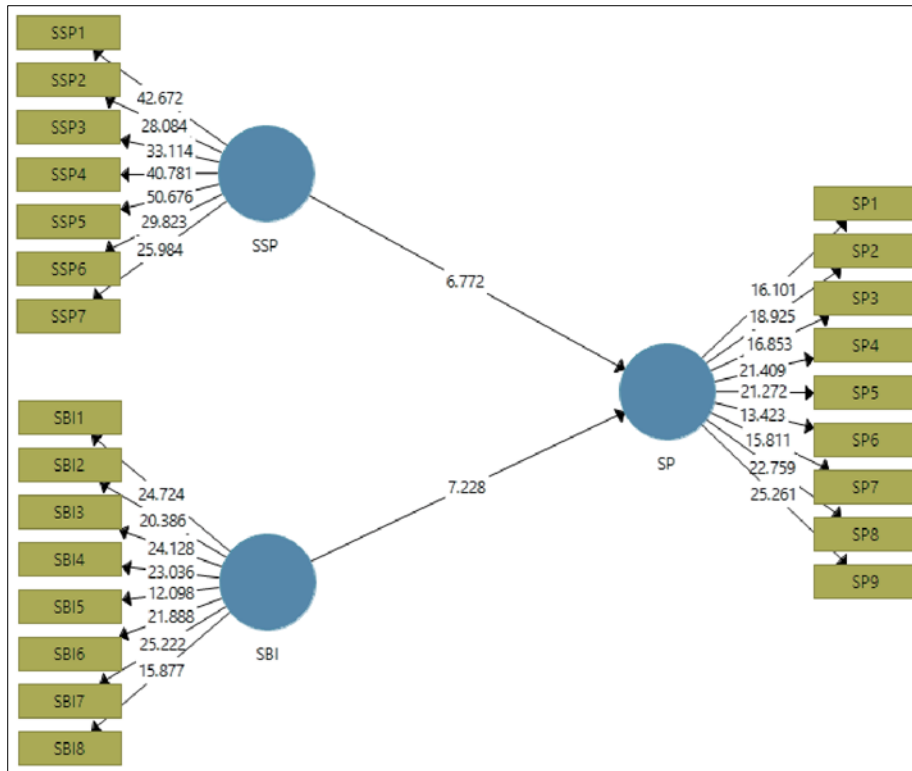 SSP1
SSP2
SSP3
SSP4
SSP5
SSP6
SSP7
42.672
28.084
33.114
40.781
50.676
29.823
25.984
SSP
6.772
SBI1
SBI2
SBI3
SBI4
SBI5
SBI6
SBI7
SBI8
24.724
20.386
24.128
23.036
12.098
21.888
25.222
15.877
SBI
7.228
SP
16.101
18.925
16.853
21.409
21.272
13.423
15.811
22.759
25.261
SP1
SP2
SP3
SP4
SP5
SP6
SP7
SP8
SP9